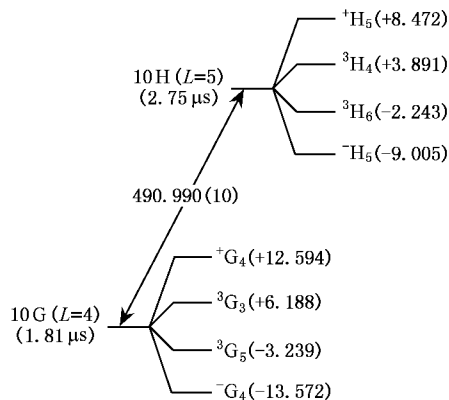 ⁺H₅(+8.472)
³H₄(+3.891)
10H (L=5)
(2.75 μs)
³H₆(−2.243)
⁻H₅(−9.005)
490.990(10)
⁺G₄(+12.594)
³G₃(+6.188)
10G (L=4)
(1.81 μs)
³G₅(−3.239)
⁻G₄(−13.572)